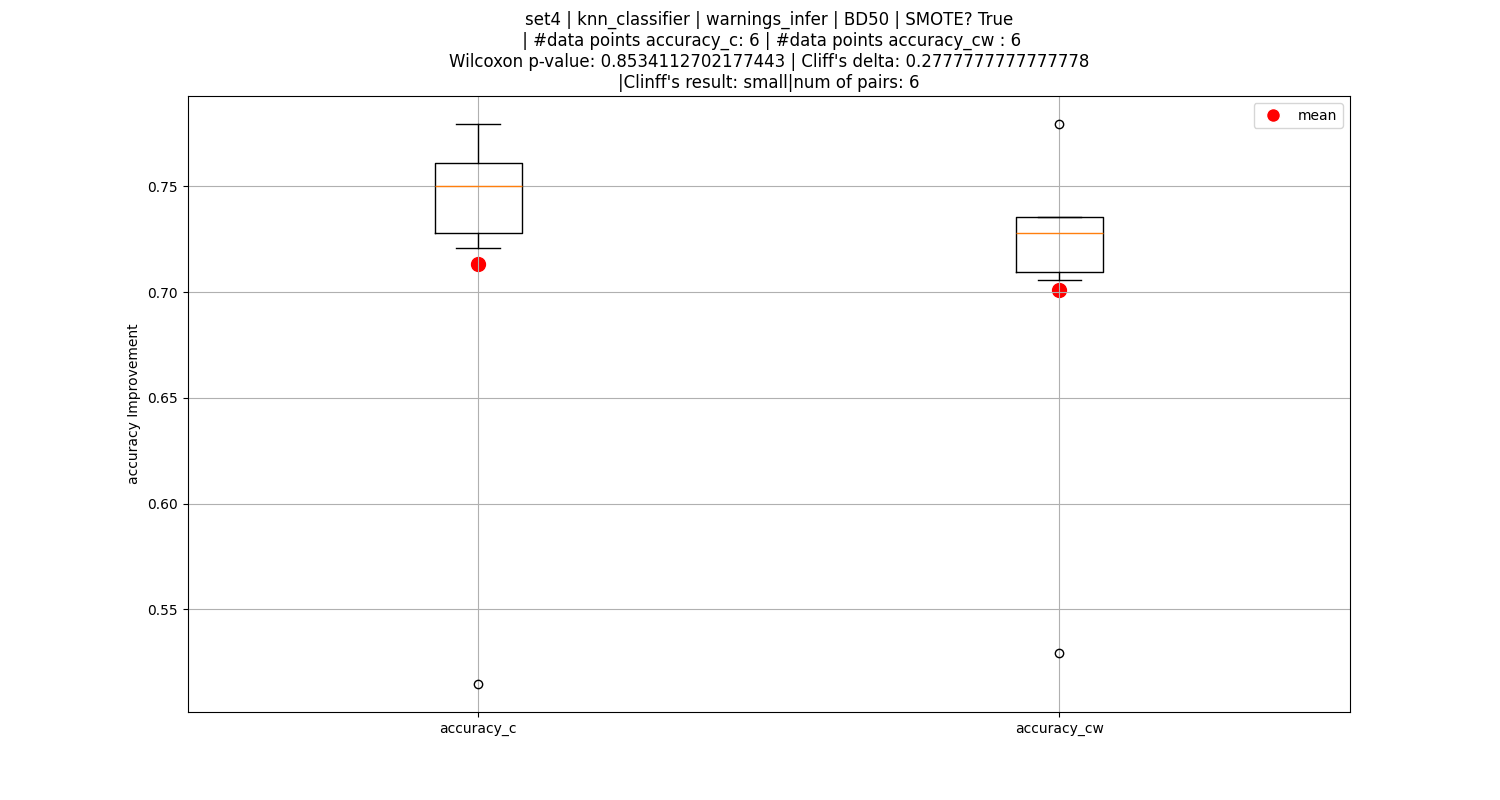 set4 | knn_classifier | warnings_infer | BD50 | SMOTE? True
| #data points accuracy_c: 6 | #data points accuracy_cw : 6
Wilcoxon p-value: 0.8534112702177443 | Cliff's delta: 0.2777777777777778
|Clinff's result: small|num of pairs: 6
mean
0.75
0.70
0.65
0.60
0.55
accuracy Improvement
accuracy_c
accuracy_cw